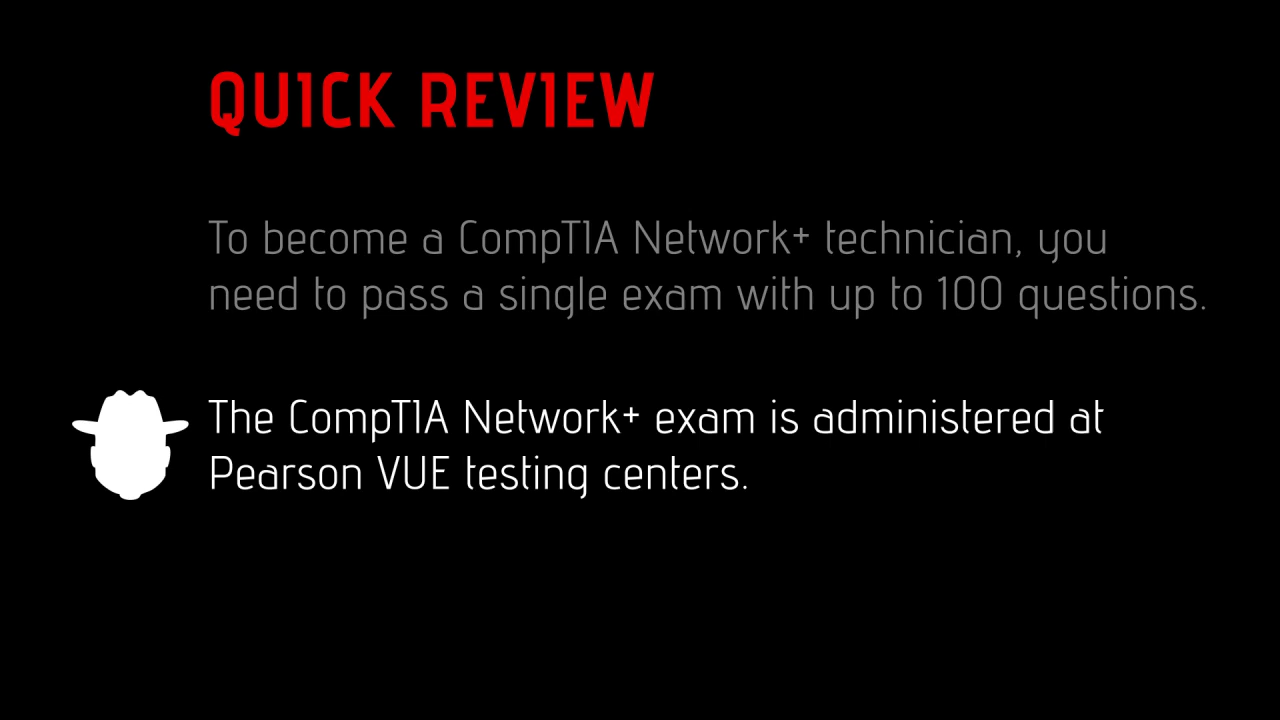 QUICK REVIEW
To become a CompTIA Network+ technician, you
need to pass a single exam with up to 100 questions.
The CompTIA Network+ exam is administered at
Pearson VUE testing centers.